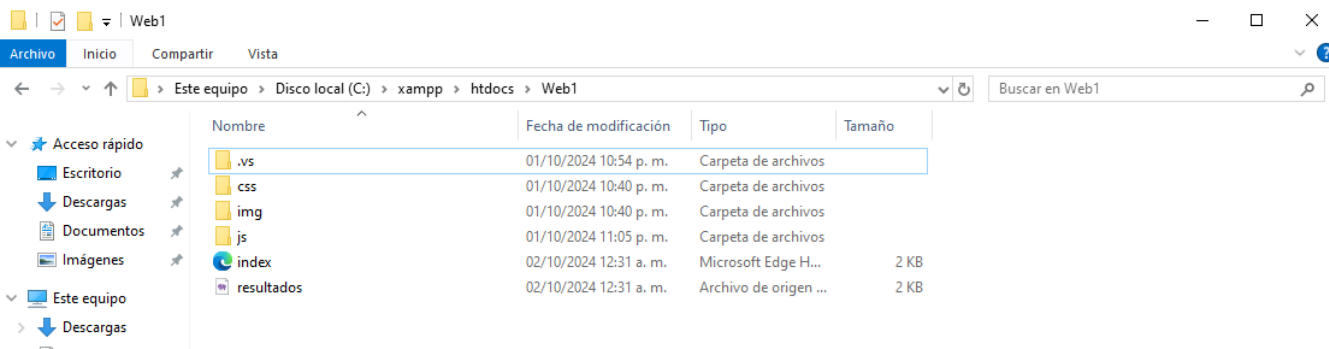 Web1
Archivo Inicio Compartir Vista
Este equipo > Disco local (C:) > xampp > htdocs > Web1 Buscar en Web1
Nombre Fecha de modificación Tipo Tamaño
Acceso rápido
Escritorio
Descargas
Documentos
Imágenes
Este equipo
Descargas
.vs 01/10/2024 10:54 p. m. Carpeta de archivos
css 01/10/2024 10:40 p. m. Carpeta de archivos
img 01/10/2024 10:40 p. m. Carpeta de archivos
js 01/10/2024 11:05 p. m. Carpeta de archivos
index 02/10/2024 12:31 a. m. Microsoft Edge H... 2 KB
resultados 02/10/2024 12:31 a. m. Archivo de origen ... 2 KB